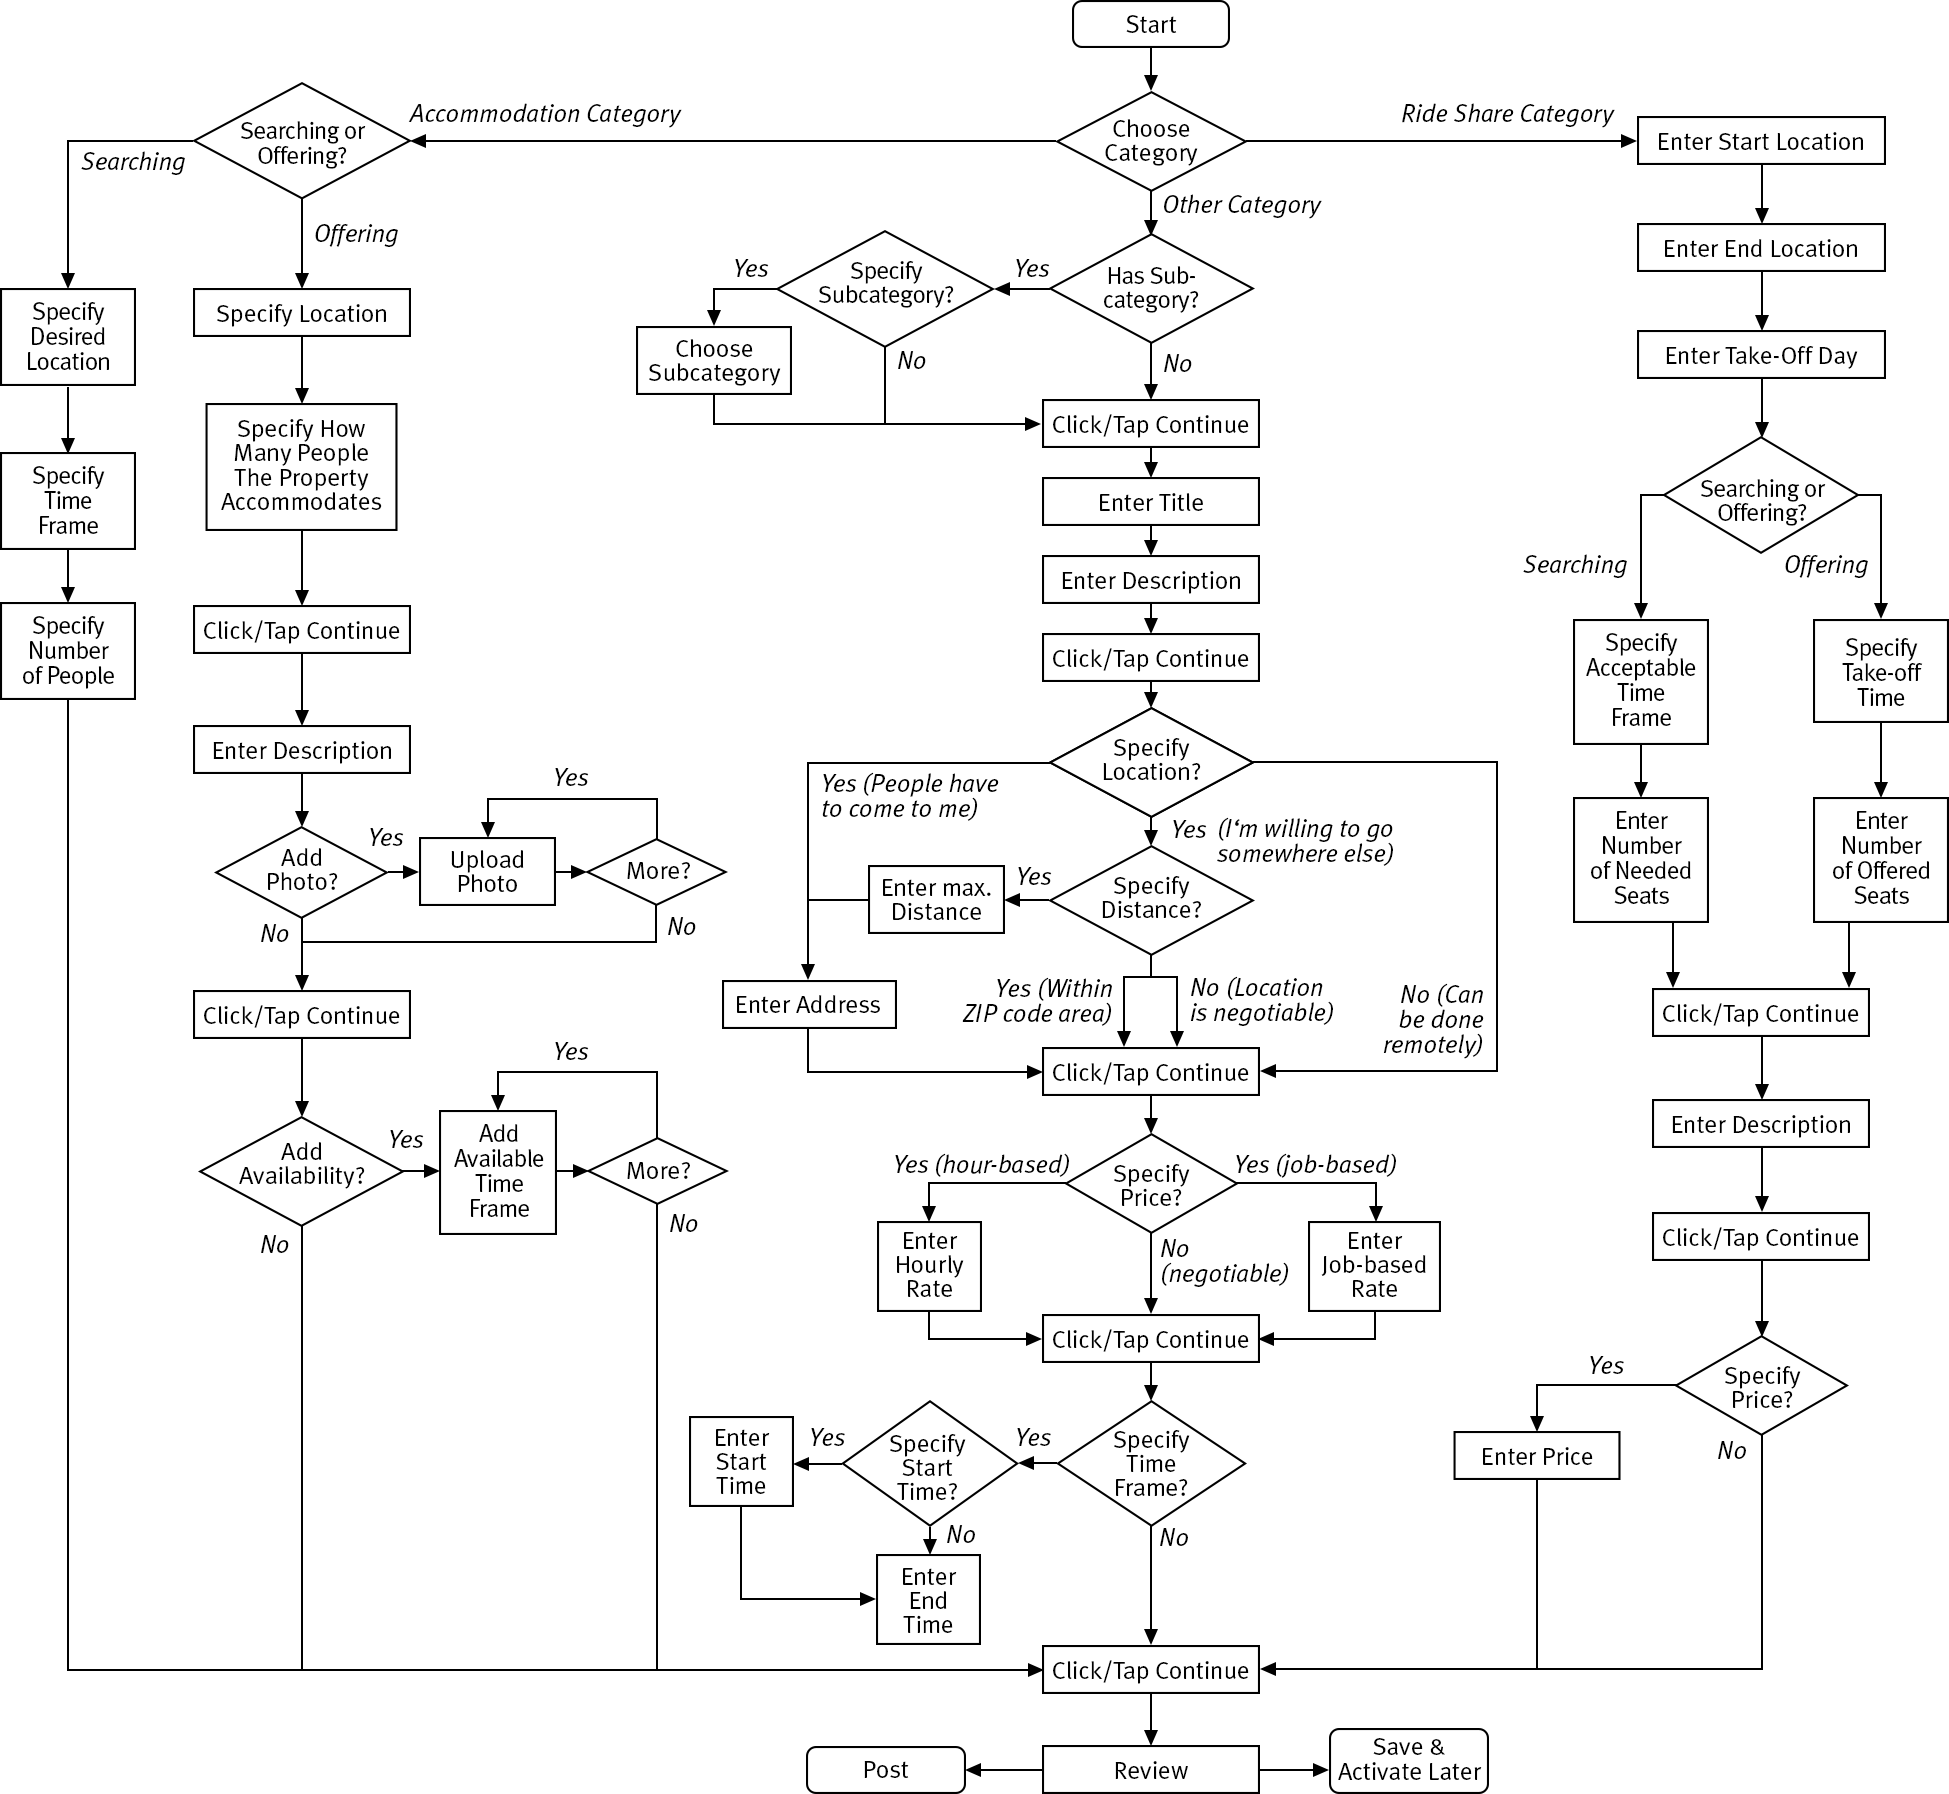 Start
Accommodation Category
Choose
Category
Ride Share Category
Searching or
Offering?
Searching
Offering
Specify
Desired
Location
Specify
Time
Frame
Specify
Number
of People
Specify Location
Specify How
Many People
The Property
Accommodates
Click/Tap Continue
Enter Description
Add
Photo?
Yes
Upload
Photo
More?
Yes
No
No
Click/Tap Continue
Add
Availability?
Yes
Add
Available
Time
Frame
More?
Yes
No
No
Other Category
Has Sub-
category?
Yes
Specify
Subcategory?
Yes
Choose
Subcategory
No
No
Click/Tap Continue
Enter Title
Enter Description
Click/Tap Continue
Specify
Location?
Yes (People have
to come to me)
Yes (I‘m willing to go
somewhere else)
Specify
Distance?
Yes
Enter max.
Distance
Enter Address
Yes (Within
ZIP code area)
No (Location
is negotiable)
No (Can
be done
remotely)
Click/Tap Continue
Specify
Price?
Yes (hour-based)
Yes (job-based)
Enter
Hourly
Rate
No
(negotiable)
Enter
Job-based
Rate
Click/Tap Continue
Specify
Time
Frame?
Yes
Specify
Start
Time?
Yes
Enter
Start
Time
No
Enter
End
Time
No
Click/Tap Continue
Review
Post
Save &
Activate Later
Enter Start Location
Enter End Location
Enter Take-Off Day
Searching or
Offering?
Searching
Offering
Specify
Acceptable
Time
Frame
Specify
Take-off
Time
Enter
Number
of Needed
Seats
Enter
Number
of Offered
Seats
Click/Tap Continue
Enter Description
Click/Tap Continue
Specify
Price?
Yes
Enter Price
No